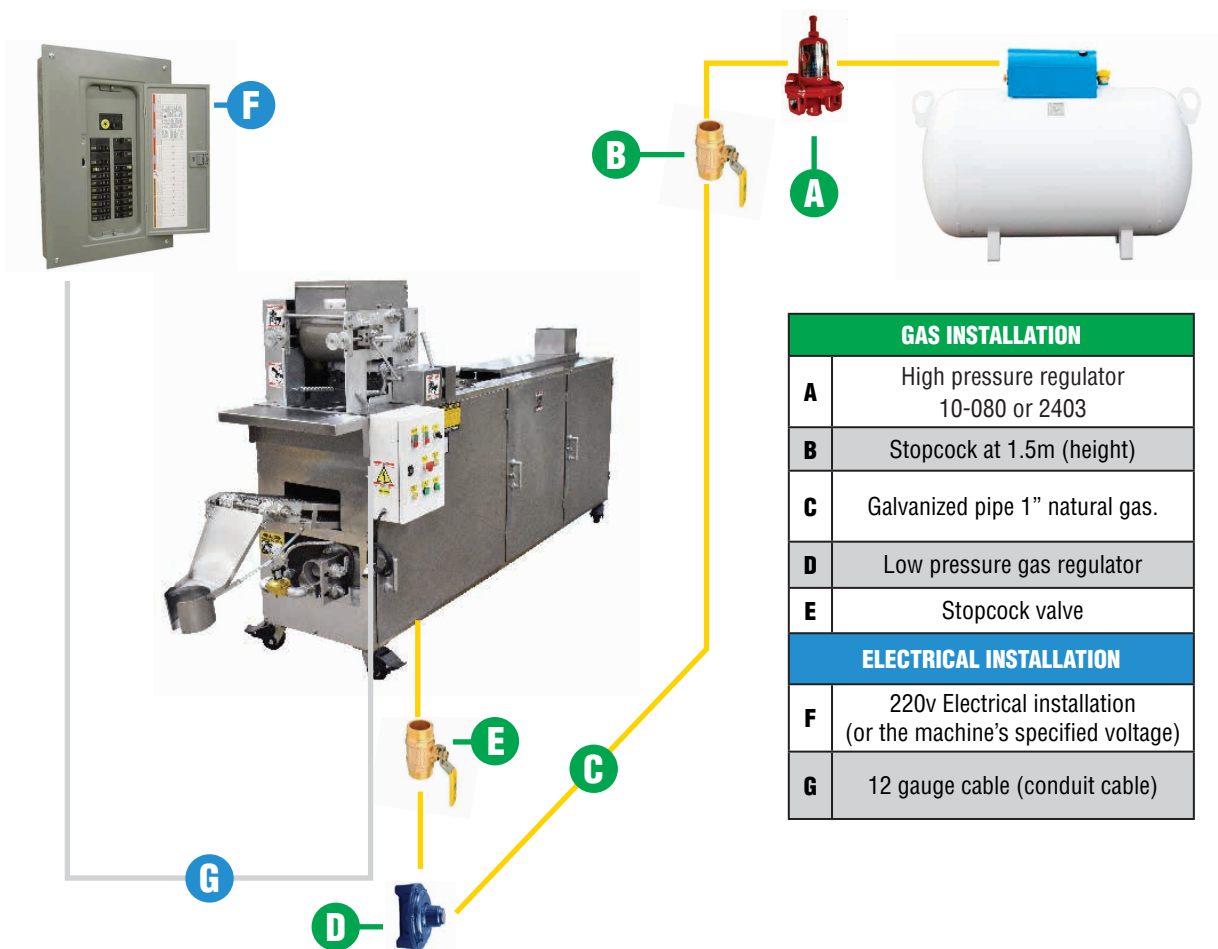 F
B
A
GAS INSTALLATION
A
High pressure regulator
10-080 or 2403
B
Stopcock at 1.5m (height)
C
Galvanized pipe 1” natural gas.
D
Low pressure gas regulator
E
Stopcock valve
ELECTRICAL INSTALLATION
F
220v Electrical installation
(or the machine’s specified voltage)
G
12 gauge cable (conduit cable)
E
C
G
D